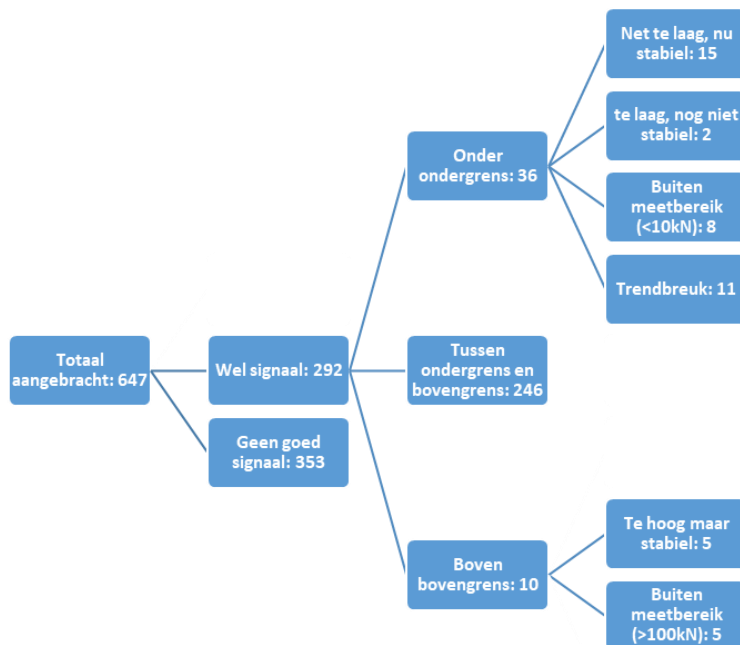 Totaal
aangebracht: 647
Wel signaal: 292
Geen goed
signaal: 353
Onder
ondergrens: 36
Tussen
ondergrens en
bovengrens: 246
Boven
bovengrens: 10
Net te laag, nu
stabiel: 15
te laag, nog niet
stabiel: 2
Buiten
meetbereik
(<10kN): 8
Trendbreuk: 11
Te hoog maar
stabiel: 5
Buiten
meetbereik
(>100kN): 5